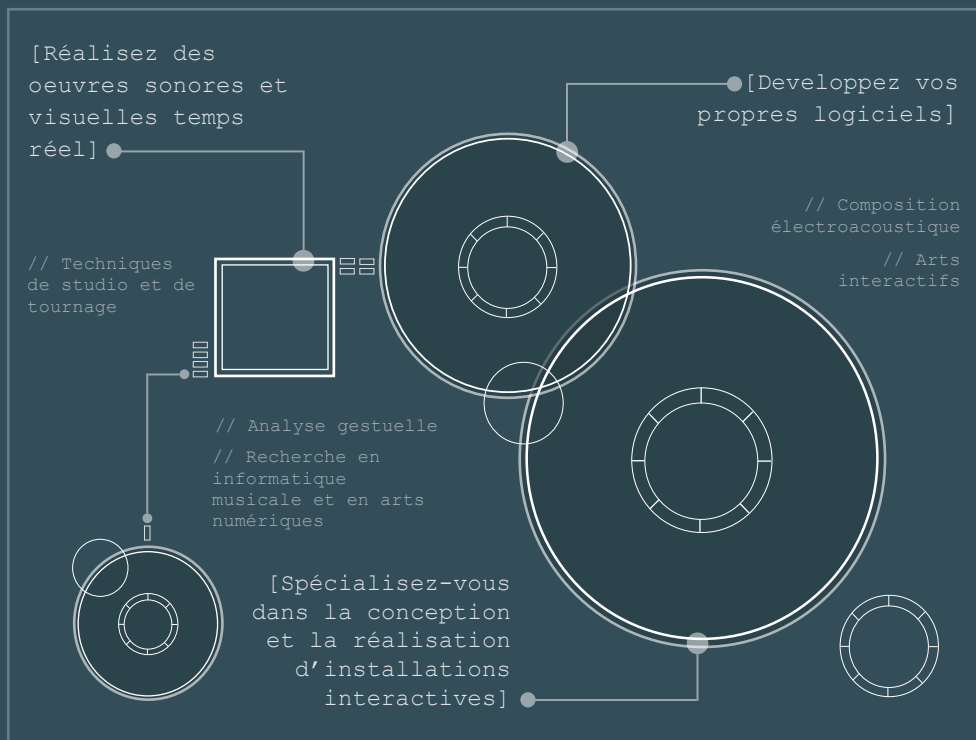 [Réalisez des
oeuvres sonores et
visuelles temps
réel]
[Developpez vos
propres logiciels]
// Composition
électroacoustique
// Arts
interactifs
// Techniques
de studio et de
tournage
// Analyse gestuelle
// Recherche en
informatique
musicale et en arts
numériques
[Spécialisez-vous
dans la conception
et la réalisation
d’installations
interactives]